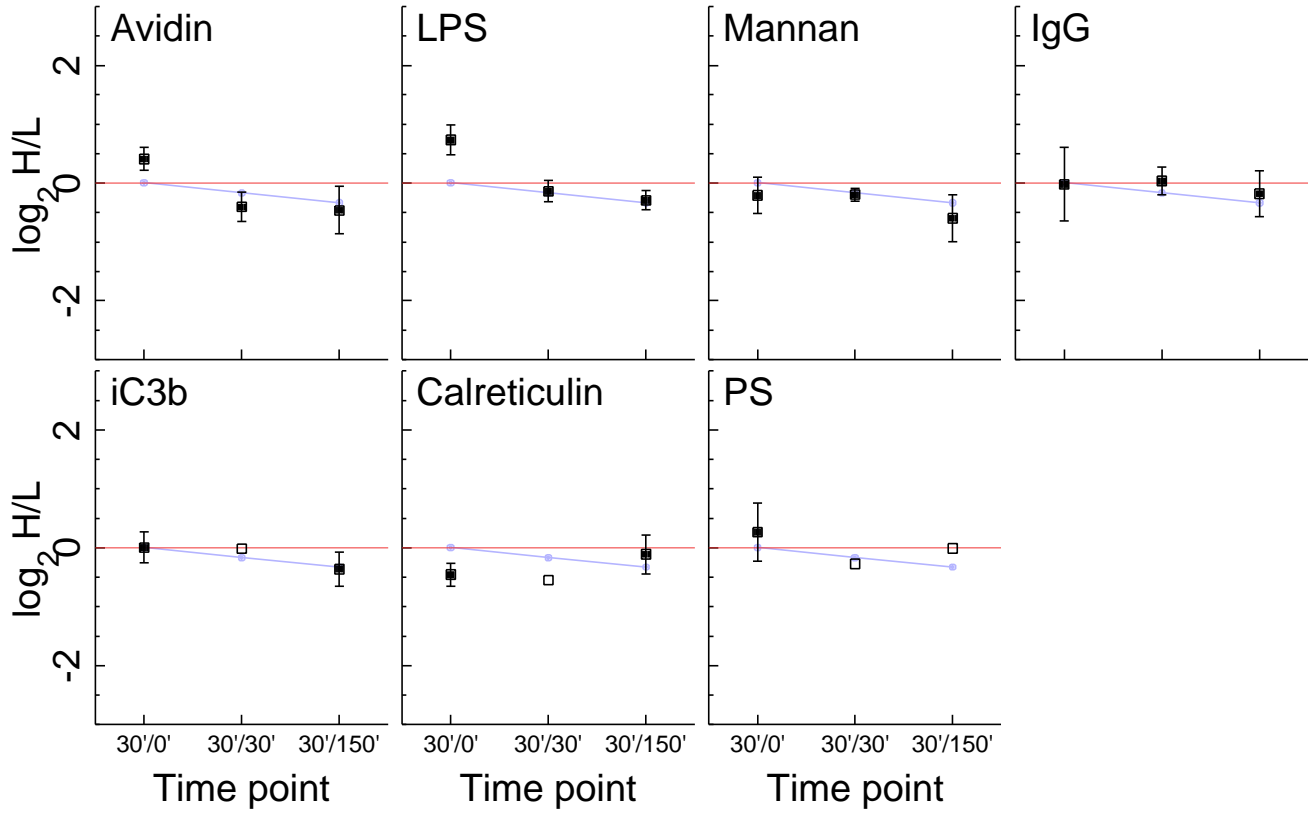 Avidin
LPS
Mannan
IgG
log2 H/L
2
0
-2
iC3b
Calreticulin
PS
log2 H/L
2
0
-2
30'/0' 30'/30' 30'/150'
30'/0' 30'/30' 30'/150'
30'/0' 30'/30' 30'/150'
Time point
Time point
Time point